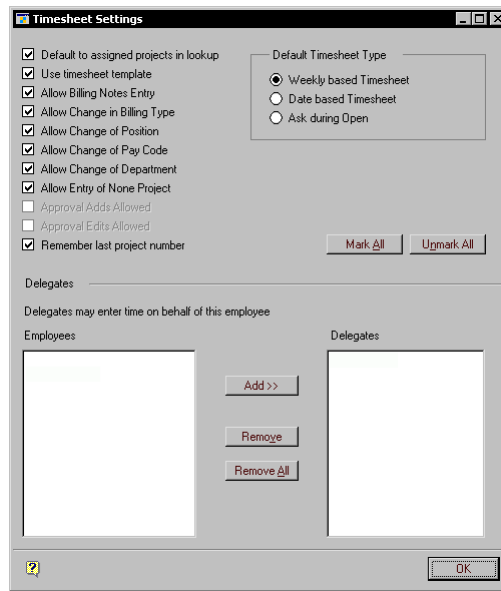 Timesheet Settings
Default to assigned projects in lookup
Use timesheet template
Allow Billing Notes Entry
Allow Change in Billing Type
Allow Change of Position
Allow Change of Pay Code
Allow Change of Department
Allow Entry of None Project
Approval Adds Allowed
Approval Edits Allowed
Remember last project number
Default Timesheet Type
Weekly based Timesheet
Date based Timesheet
Ask during Open
Mark All
Unmark All
Delegates
Delegates may enter time on behalf of this employee
Employees
Delegates
Add >>
Remove
Remove All
?
OK